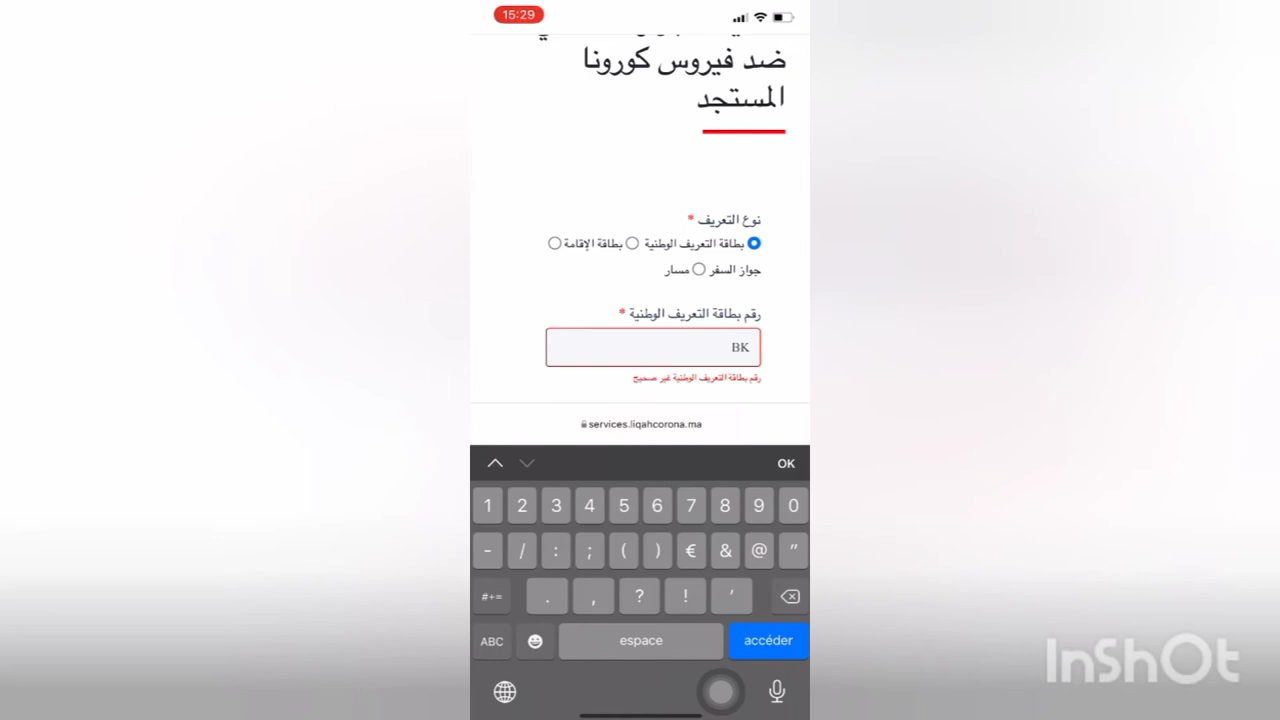 15:29
ضد فيروس كورونا
المستجد
نوع التعريف *
بطاقة التعريف الوطنية بطاقة الإقامة
جواز السفر مسار
رقم بطاقة التعريف الوطنية *
BK
رقم بطاقة التعريف الوطنية غير صحيح
services.liqahcorona.ma
OK
1 2 3 4 5 6 7 8 9 0
- / : ; ( ) € & @ "
#+= . , ? ! '
ABC espace accéder
InShOt